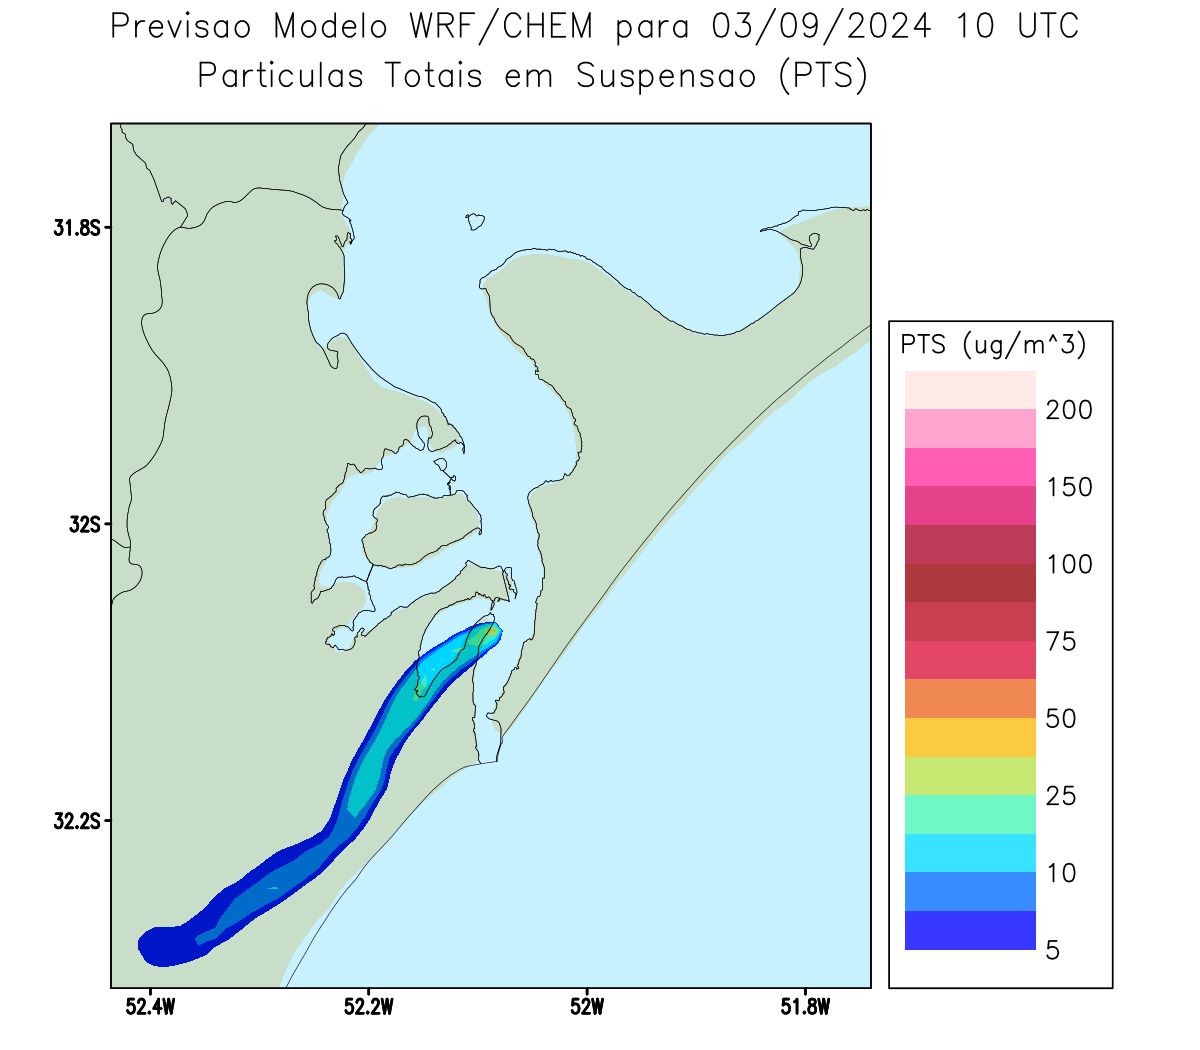 Previsao Modelo WRF/CHEM para 03/09/2024 10 UTC
Particulas Totais em Suspensao (PTS)
31.8S
32S
32.2S
52.4W
52.2W
52W
51.8W
PTS (ug/m^3)
200
150
100
75
50
25
10
5